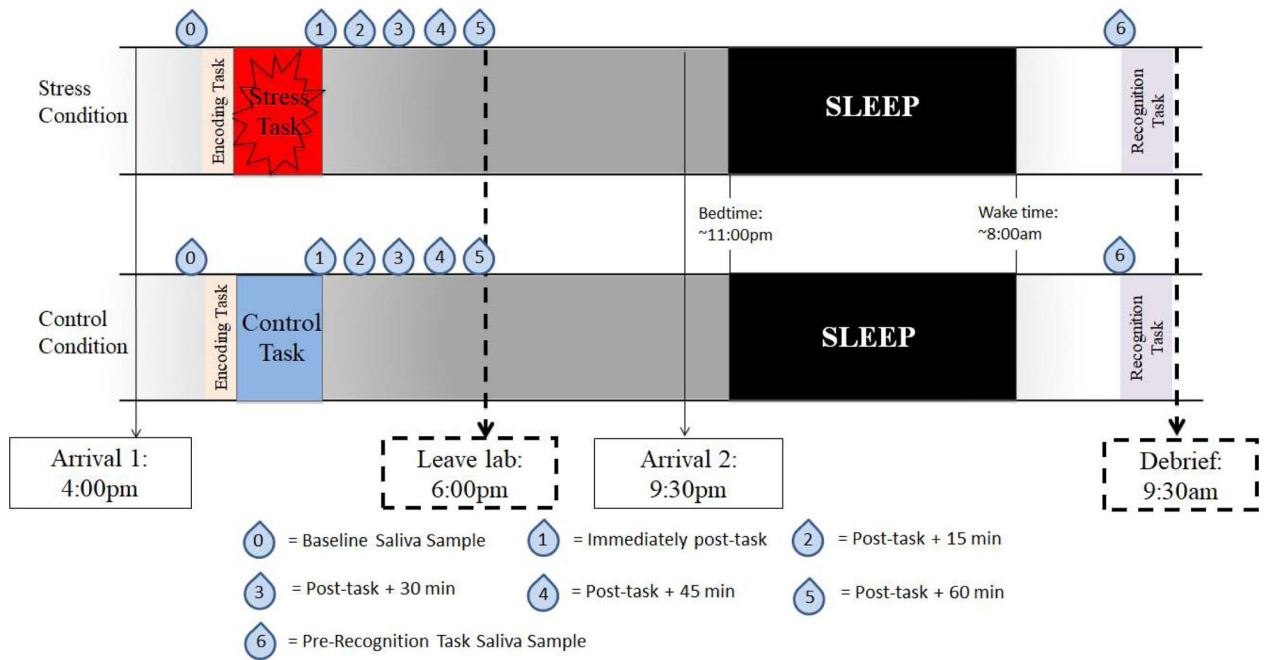 0 1 2 3 4 5 6
Stress
Condition
Encoding Task
Stress
Task
SLEEP
Recognition
Task
Bedtime:
~11:00pm
Wake time:
~8:00am
0 1 2 3 4 5 6
Control
Condition
Encoding Task
Control
Task
SLEEP
Recognition
Task
Arrival 1:
4:00pm
Leave lab:
6:00pm
Arrival 2:
9:30pm
Debrief:
9:30am
0 = Baseline Saliva Sample
1 = Immediately post-task
2 = Post-task + 15 min
3 = Post-task + 30 min
4 = Post-task + 45 min
5 = Post-task + 60 min
6 = Pre-Recognition Task Saliva Sample